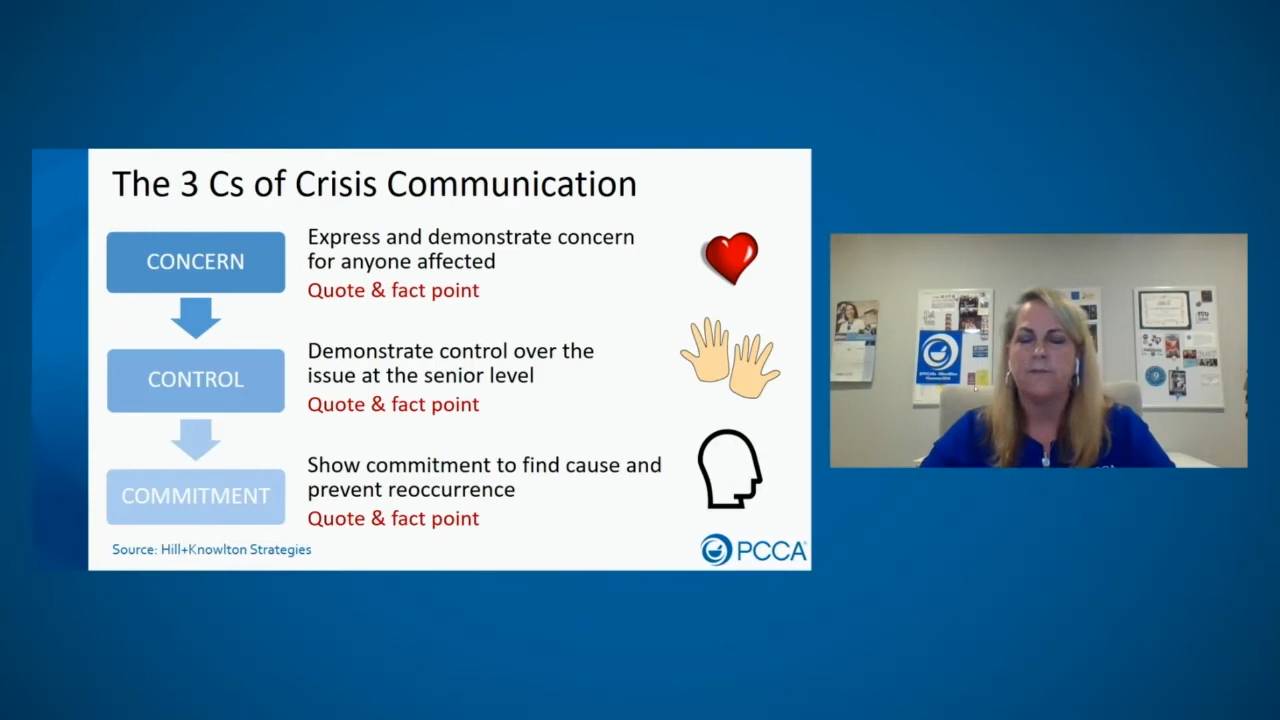 The 3 Cs of Crisis Communication
CONCERN
Express and demonstrate concern
for anyone affected
Quote & fact point
CONTROL
Demonstrate control over the
issue at the senior level
Quote & fact point
COMMITMENT
Show commitment to find cause and
prevent reoccurrence
Quote & fact point
Source: Hill+Knowlton Strategies
PCCA